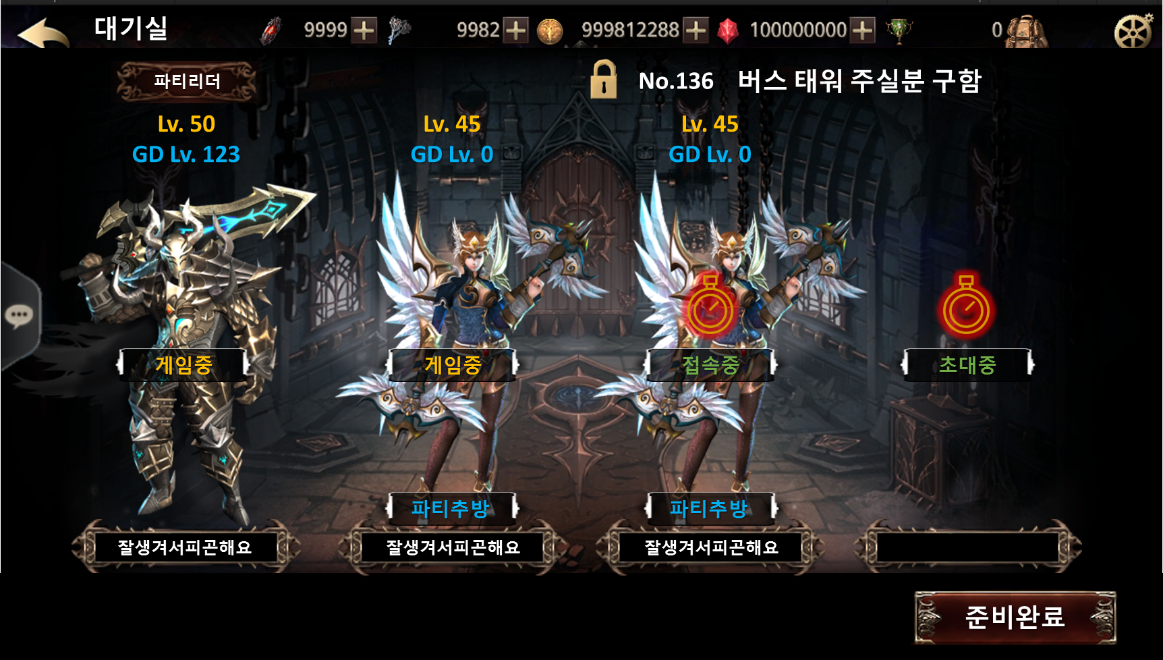 대기실 9999 9982 999812288 100000000 0
파티리더 No.136 버스 태워 주실분 구함
Lv. 50 Lv. 45 Lv. 45
GD Lv. 123 GD Lv. 0 GD Lv. 0
게임중 게임중 접속중 초대중
파티추방 파티추방
잘생겨서피곤해요 잘생겨서피곤해요 잘생겨서피곤해요
준비완료